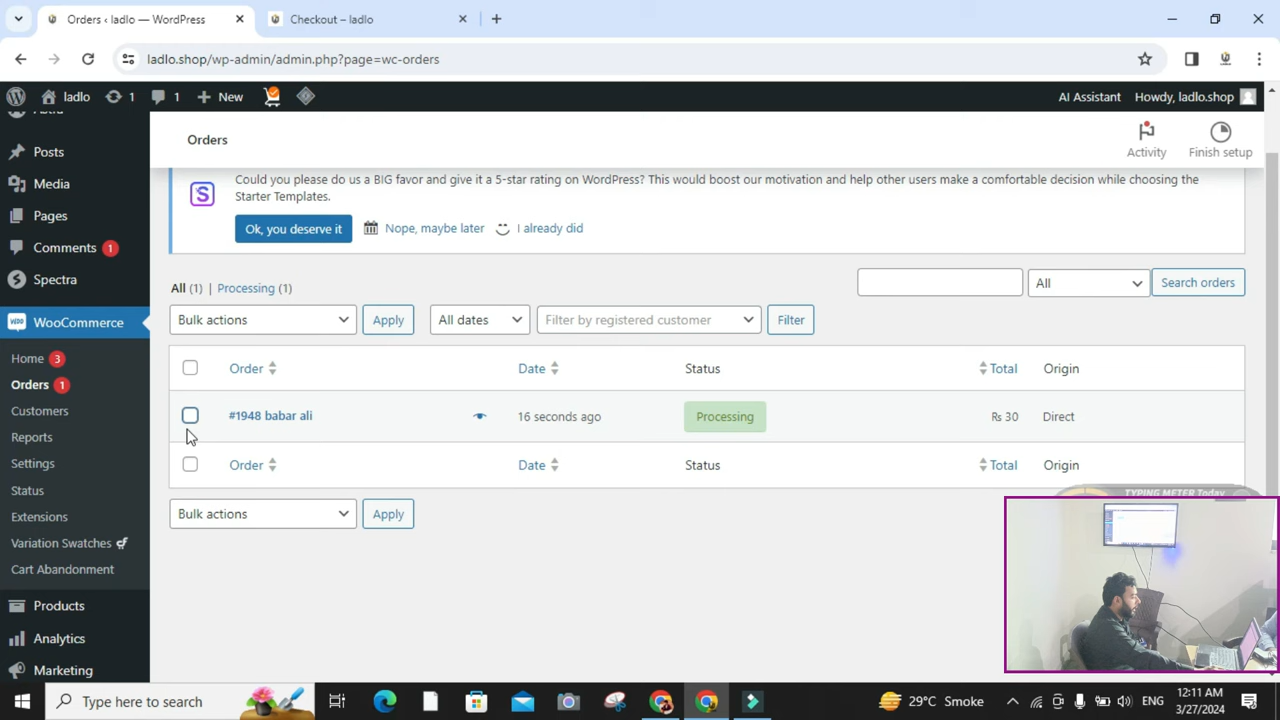 Orders ‹ ladlo — WordPress
Checkout – ladlo
ladlo.shop/wp-admin/admin.php?page=wc-orders
ladlo
1
1
New
AI Assistant
Howdy, ladlo.shop
Posts
Media
Pages
Comments 1
Spectra
WooCommerce
Home 3
Orders 1
Customers
Reports
Settings
Status
Extensions
Variation Swatches
Cart Abandonment
Products
Analytics
Marketing
Orders
Activity
Finish setup
Could you please do us a BIG favor and give it a 5-star rating on WordPress? This would boost our motivation and help other users make a comfortable decision while choosing the
Starter Templates.
Ok, you deserve it
Nope, maybe later
I already did
All (1) | Processing (1)
All
Search orders
Bulk actions
Apply
All dates
Filter by registered customer
Filter
Order Date Status Total Origin
#1948 babar ali 16 seconds ago Processing ₨ 30 Direct
Order Date Status Total Origin
Bulk actions
Apply
TYPING METER Today
Type here to search
29°C Smoke
ENG
12:11 AM
3/27/2024